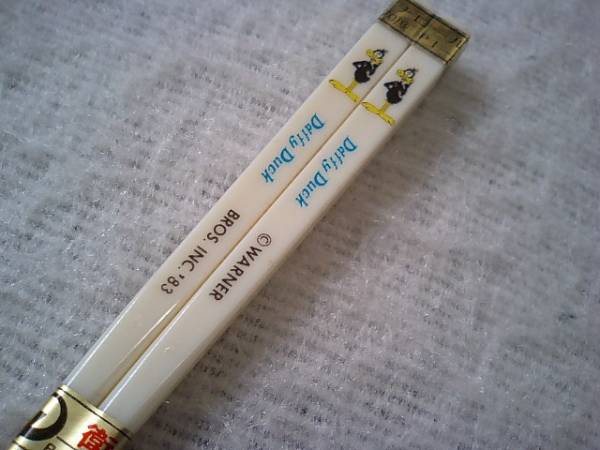 Daffy Duck
BROS. INC.'83
Daffy Duck
© WARNER